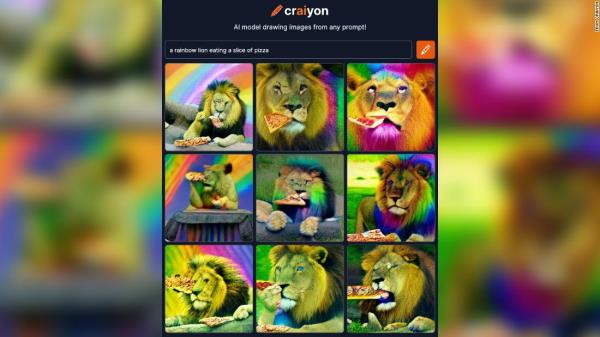 craiyon
AI model drawing images from any prompt!
a rainbow lion eating a slice of pizza